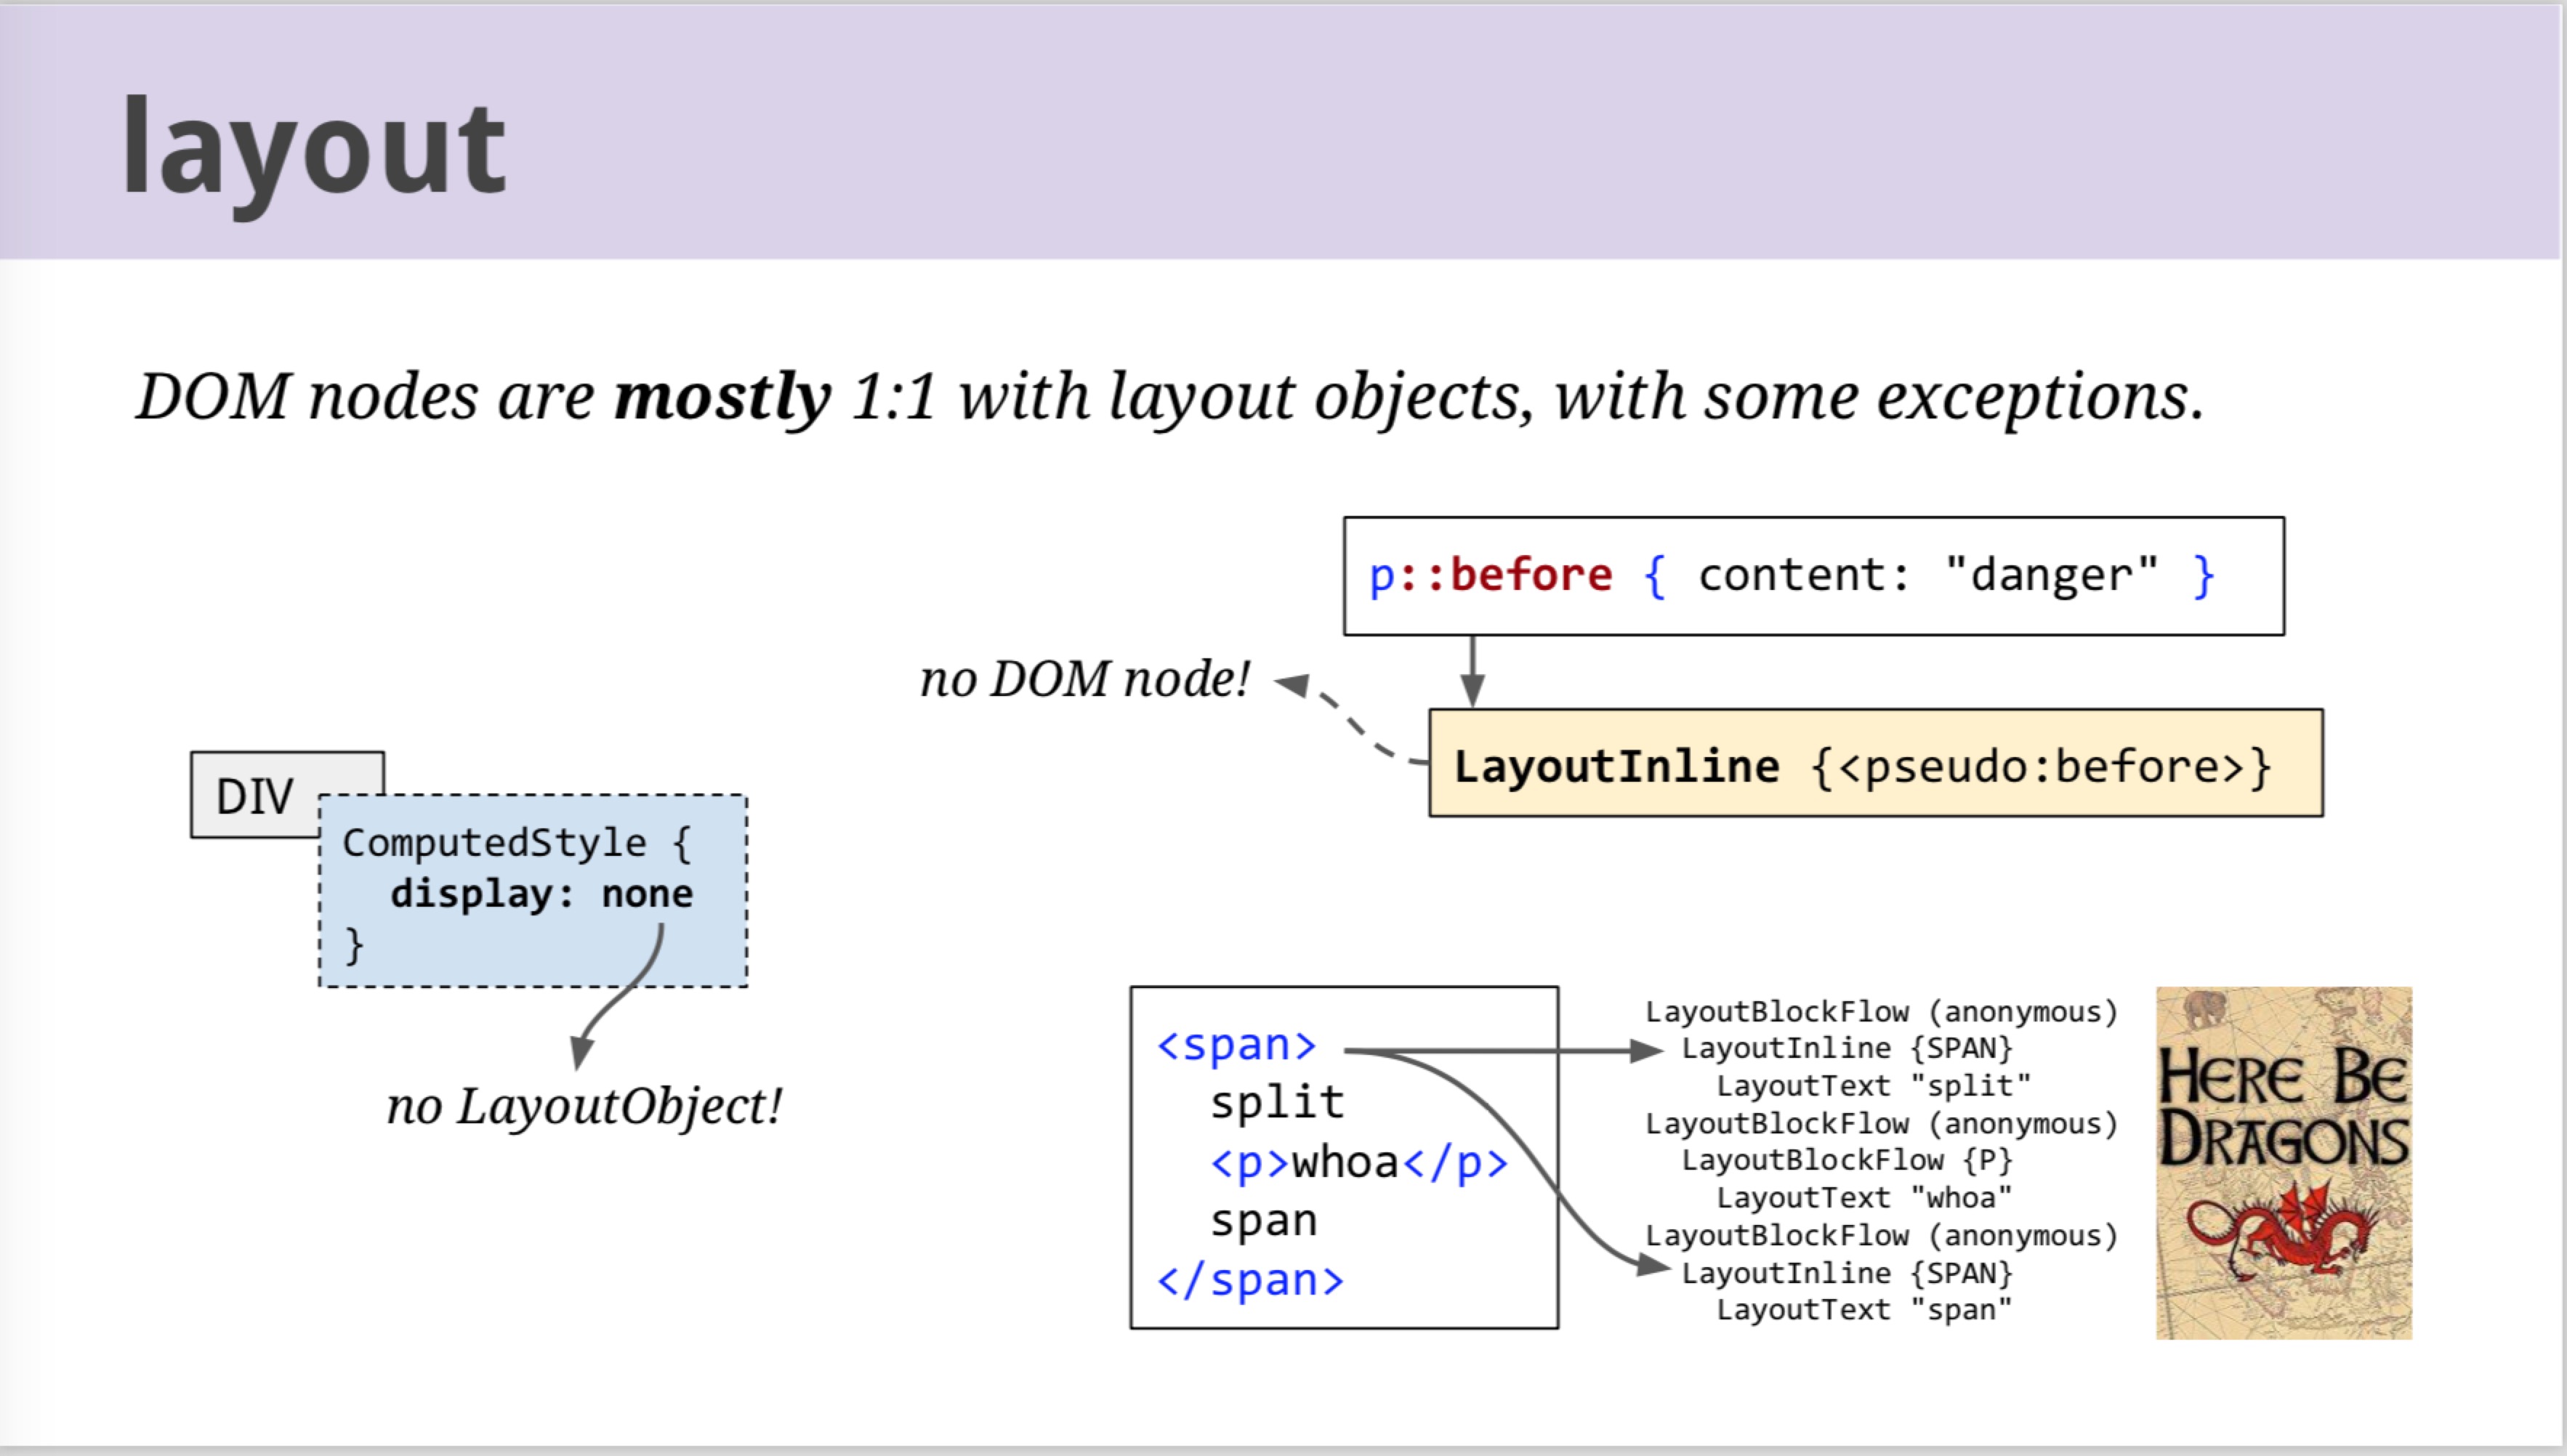 layout
DOM nodes are mostly 1:1 with layout objects, with some exceptions.
p::before { content: "danger" }
no DOM node!
LayoutInline {<pseudo:before>}
DIV
ComputedStyle {
display: none
}
no LayoutObject!
<span>
split
<p>whoa</p>
span
</span>
LayoutBlockFlow (anonymous)
LayoutInline {SPAN}
LayoutText "split"
LayoutBlockFlow (anonymous)
LayoutBlockFlow {P}
LayoutText "whoa"
LayoutBlockFlow (anonymous)
LayoutInline {SPAN}
LayoutText "span"
HERE BE
DRAGONS